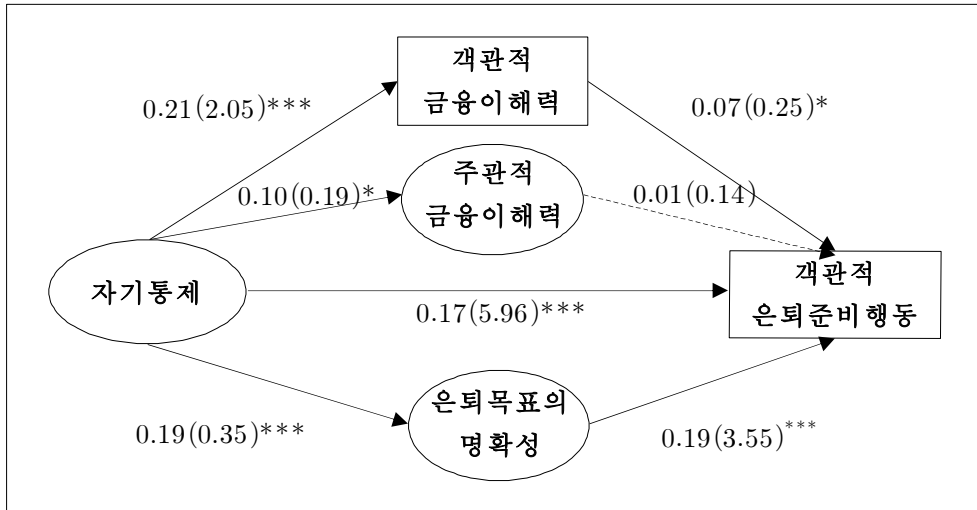 객관적
금융이해력
0.21(2.05)***
0.07(0.25)*
주관적
금융이해력
0.10(0.19)*
0.01(0.14)
자기통제
객관적
은퇴준비행동
0.17(5.96)***
은퇴목표의
명확성
0.19(0.35)***
0.19(3.55)***